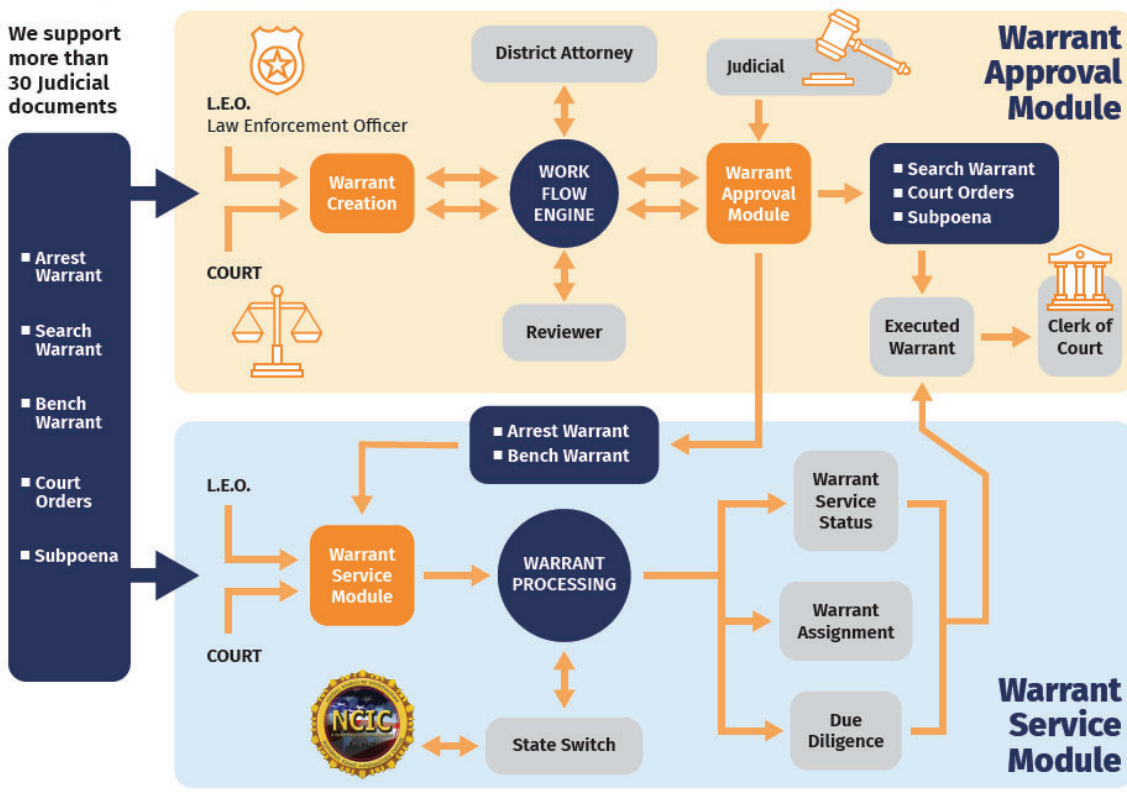 We support
more than
30 Judicial
documents
■ Arrest
Warrant
■ Search
Warrant
■ Bench
Warrant
■ Court
Orders
■ Subpoena
Warrant
Approval
Module
L.E.O.
Law Enforcement Officer
COURT
Warrant
Creation
District Attorney
WORK
FLOW
ENGINE
Reviewer
Judicial
Warrant
Approval
Module
■ Search Warrant
■ Court Orders
■ Subpoena
Executed
Warrant
Clerk of
Court
■ Arrest Warrant
■ Bench Warrant
L.E.O.
COURT
Warrant
Service
Module
WARRANT
PROCESSING
NCIC
State Switch
Warrant
Service
Status
Warrant
Assignment
Due
Diligence
Warrant
Service
Module